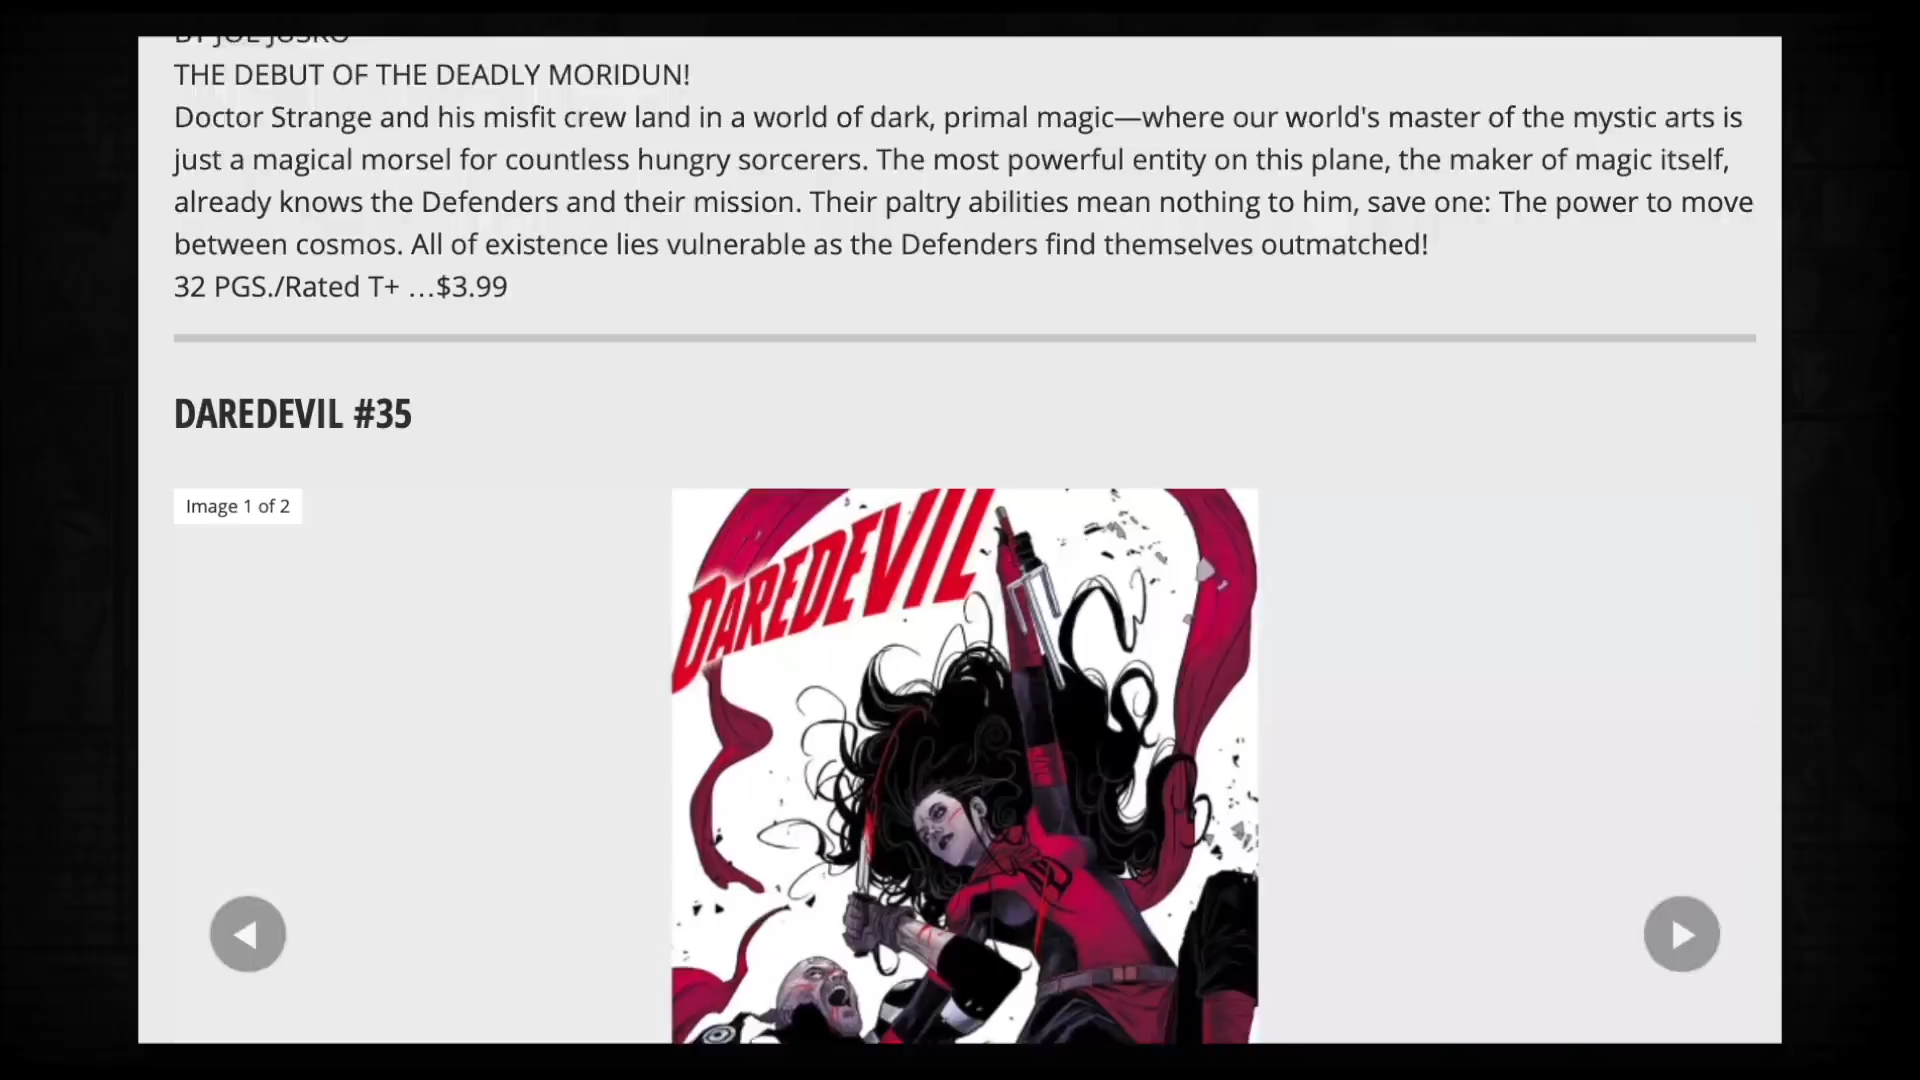 BY JOE JUSKO
THE DEBUT OF THE DEADLY MORIDUN!
Doctor Strange and his misfit crew land in a world of dark, primal magic—where our world's master of the mystic arts is
just a magical morsel for countless hungry sorcerers. The most powerful entity on this plane, the maker of magic itself,
already knows the Defenders and their mission. Their paltry abilities mean nothing to him, save one: The power to move
between cosmos. All of existence lies vulnerable as the Defenders find themselves outmatched!
32 PGS./Rated T+ …$3.99
DAREDEVIL #35
Image 1 of 2
DAREDEVIL